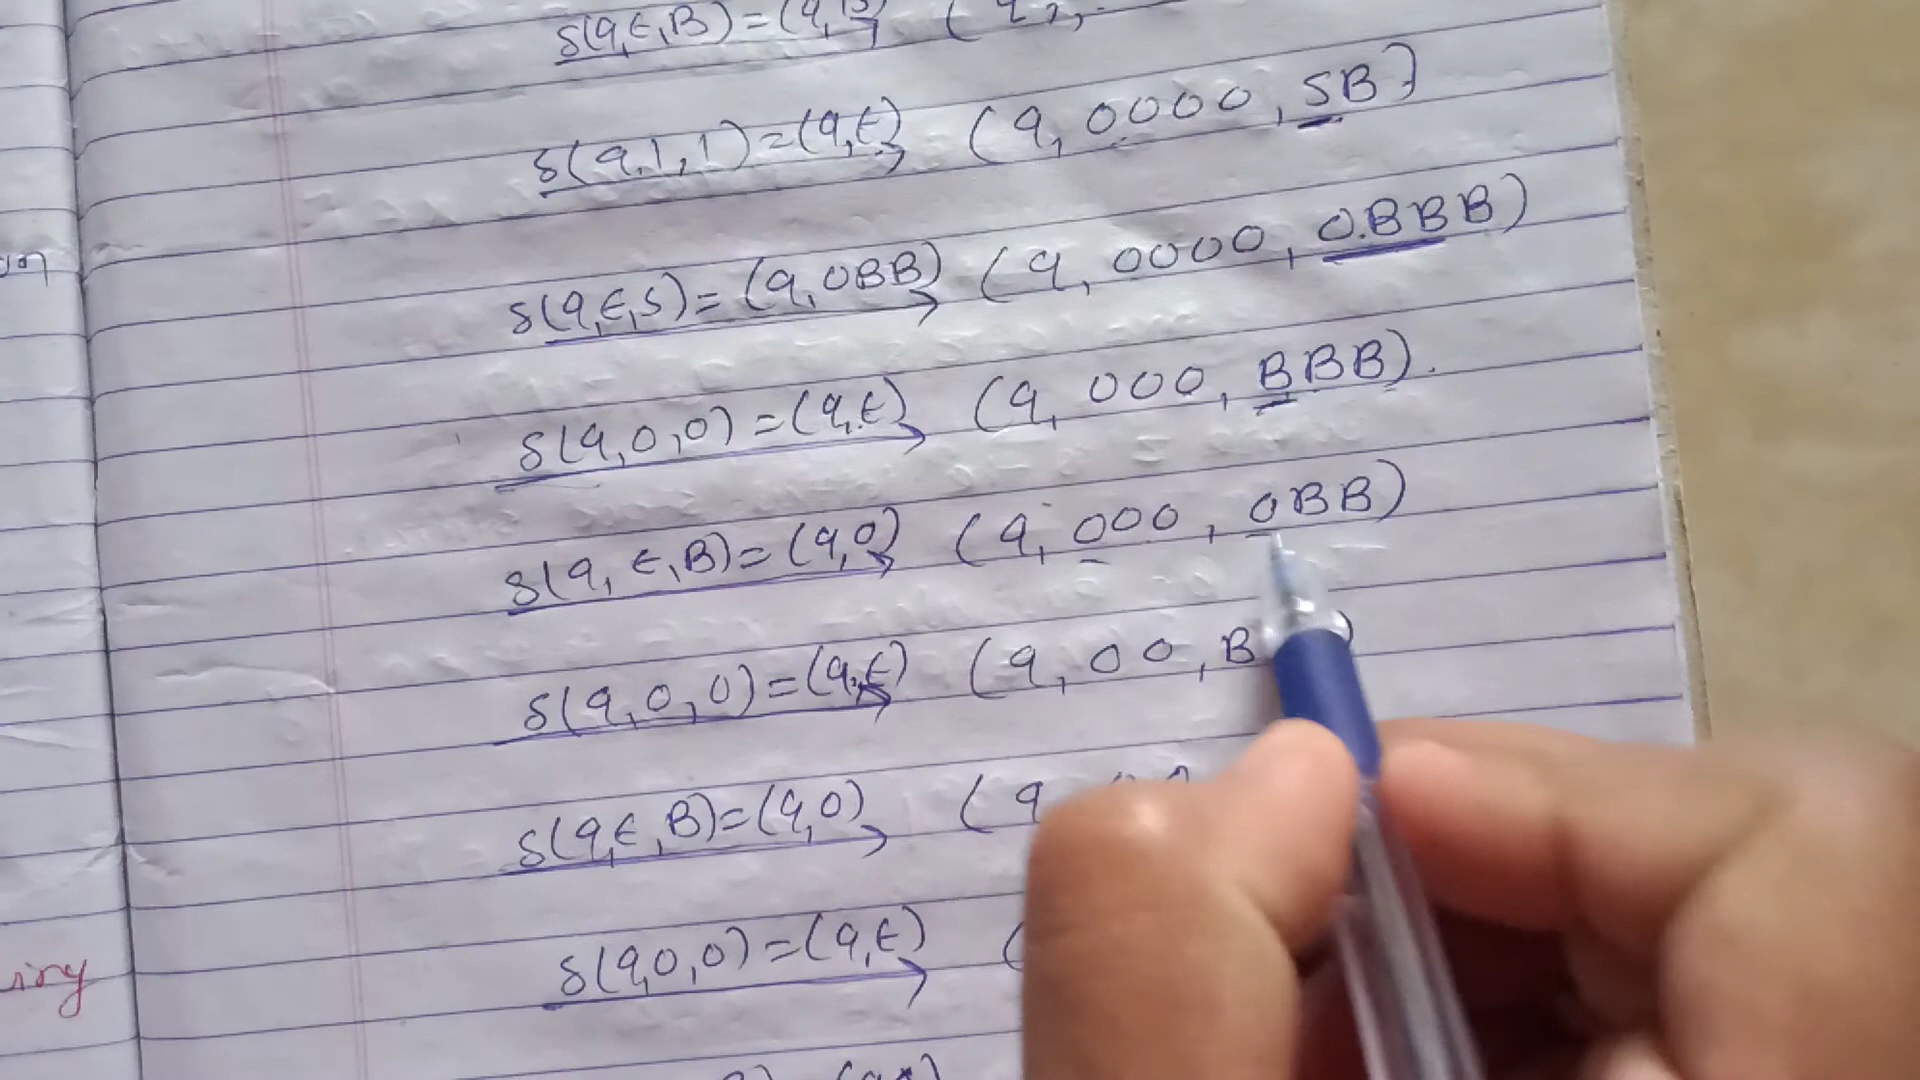 δ(q,ε,B)=(q,1S)
δ(q,1,1)=(q,ε) (q, 0000, SB)
δ(q,ε,S)=(q,0BB) (q, 0000, 0BBB)
δ(q,0,0)=(q,ε) (q, 000, BBB).
δ(q,ε,B)=(q,0) (q, 000, 0BB)
δ(q,0,0)=(q,ε) (q, 00, B )
δ(q,ε,B)=(q,0) (q
δ(q,0,0)=(q,ε) (